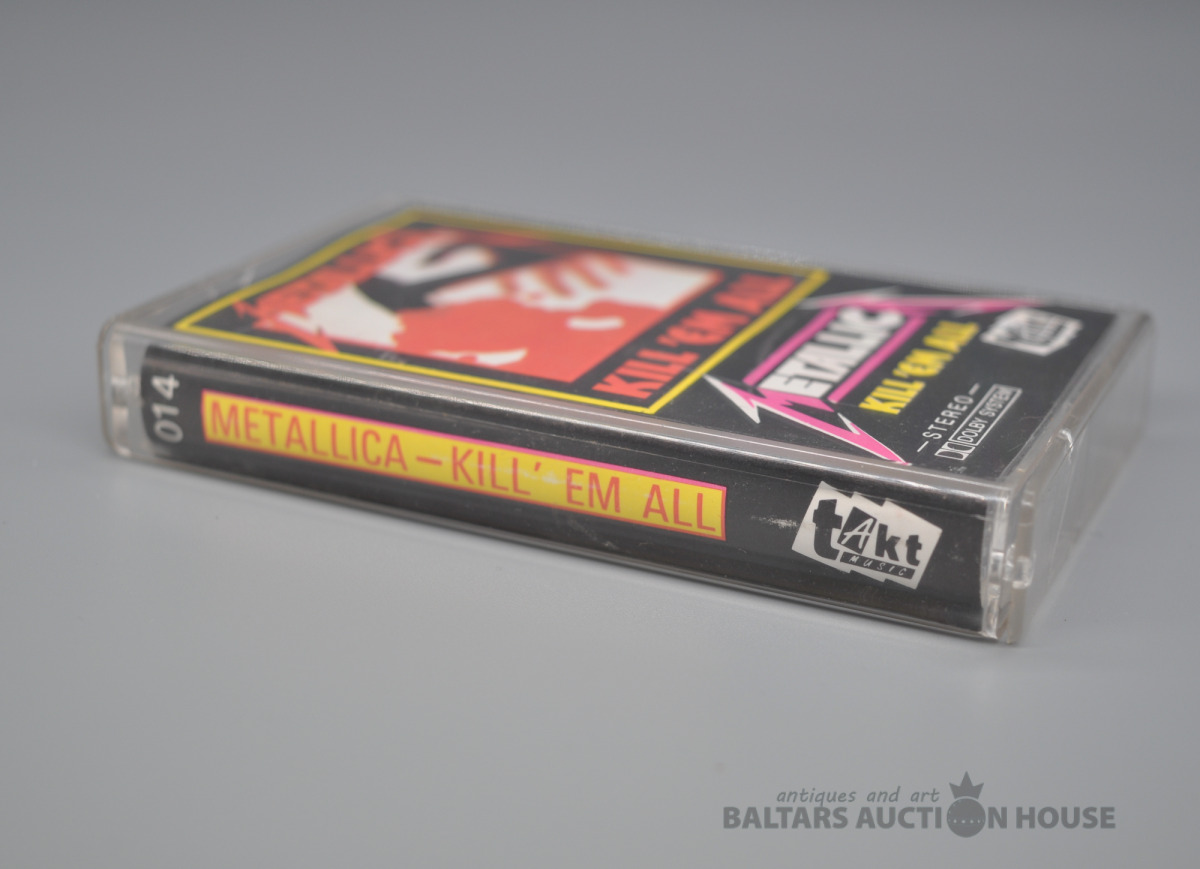 KILL 'EM ALL
METALLICA
KILL 'EM ALL
—STEREO—
DOLBY SYSTEM
014
METALLICA – KILL' EM ALL
takt
MUSIC
antiques and art
BALTARS AUCTION HOUSE